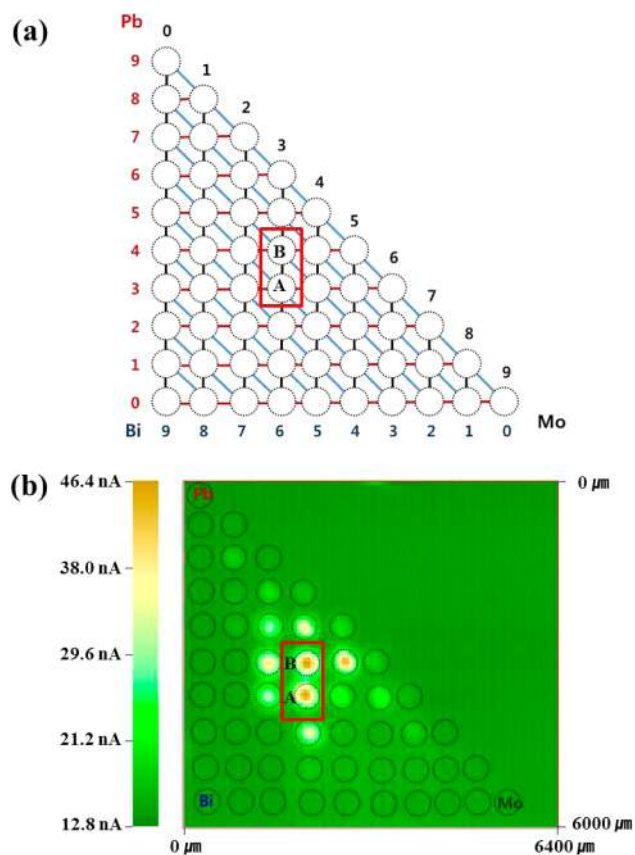 (a)
Pb
0
9
1
8
2
7
3
6
4
5
5
4
B
6
3
A
7
2
8
1
9
0
Mo
Bi 9 8 7 6 5 4 3 2 1 0
(b)
46.4 nA
0 μm
Pb
38.0 nA
29.6 nA
B
A
21.2 nA
Bi
Mo
12.8 nA
6000 μm
0 μm
6400 μm